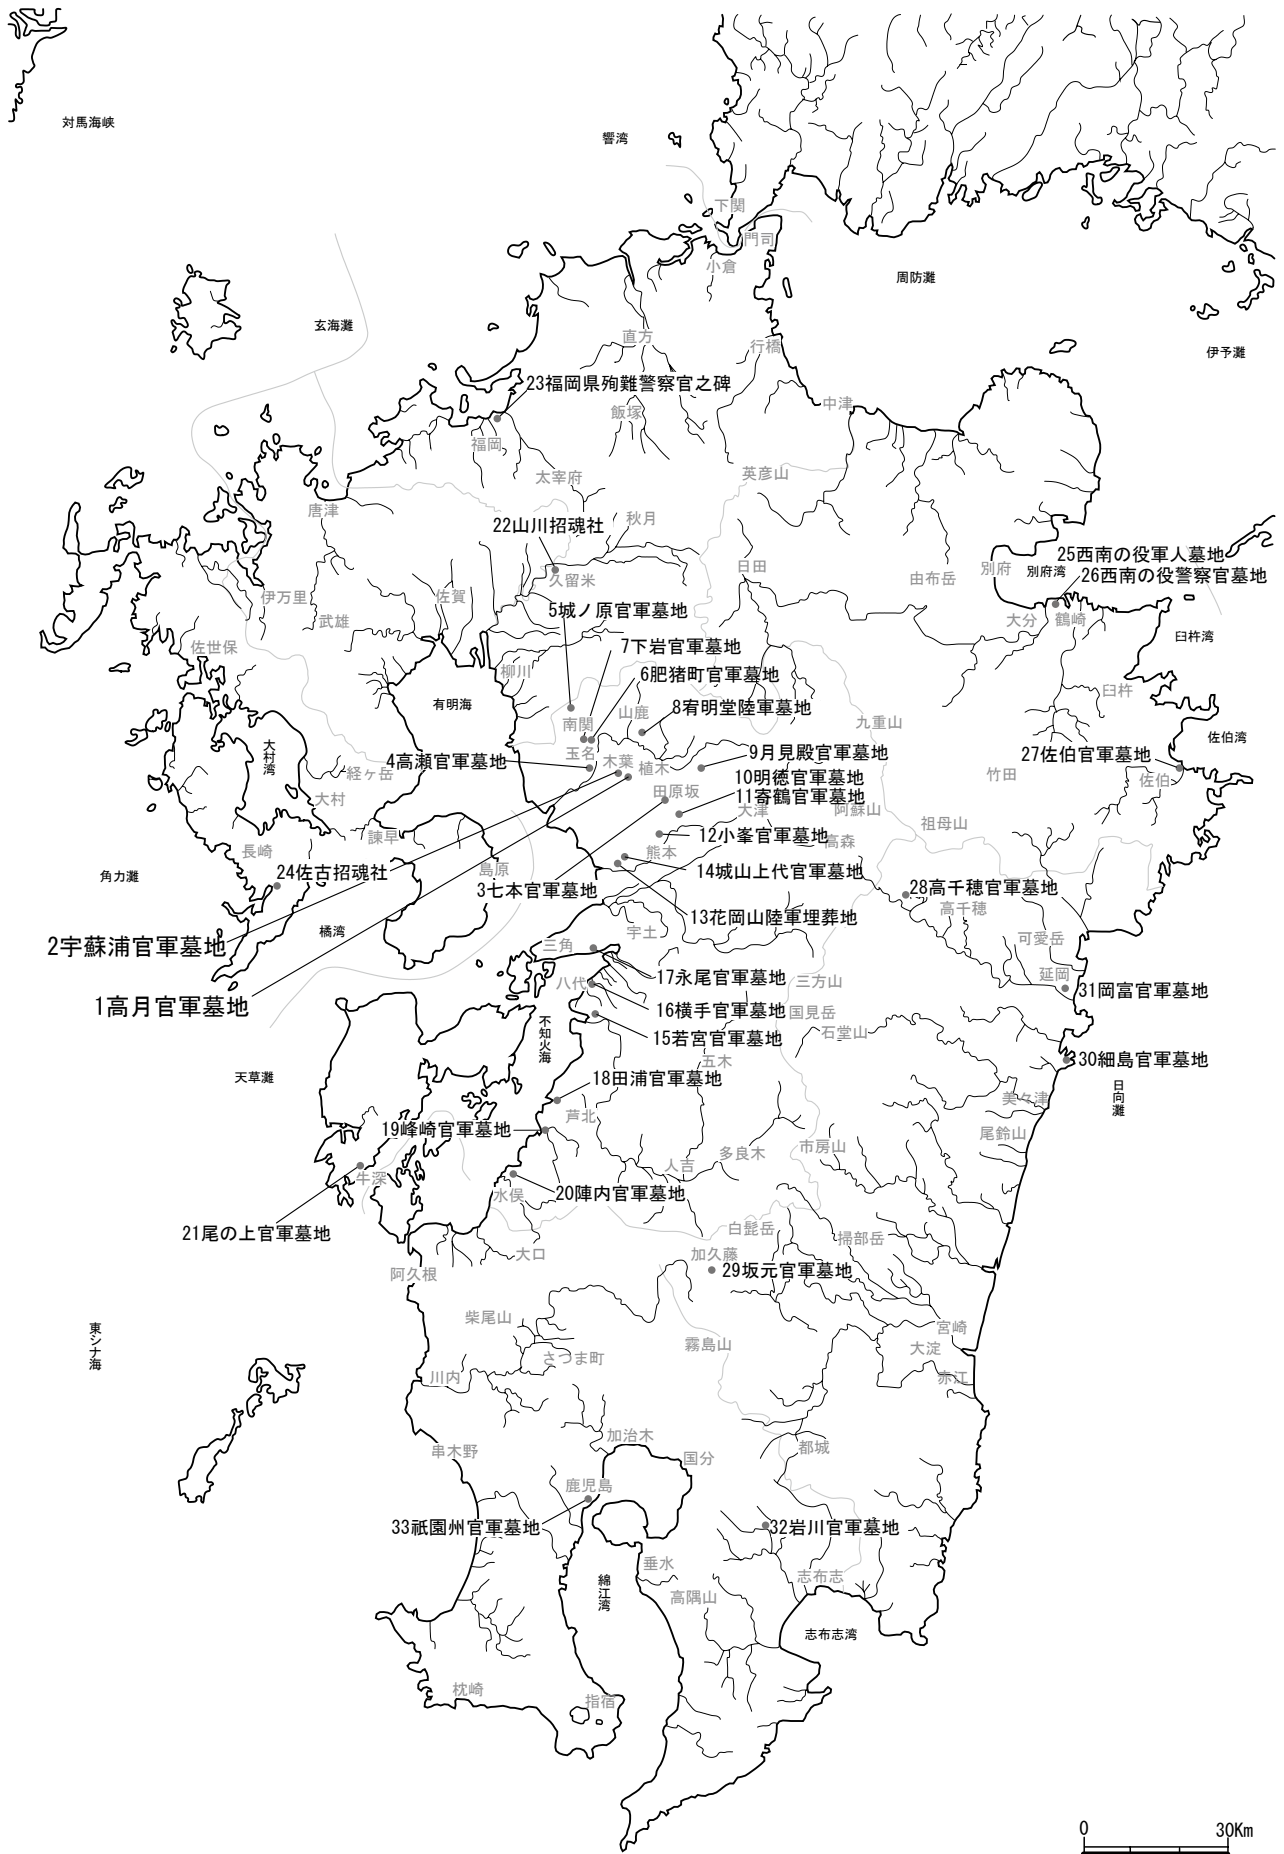 対馬海峡
響灘
下関
門司
小倉
周防灘
玄海灘
直方
行橋
伊予灘
23福岡県殉難警察官之碑
中津
飯塚
福岡
太宰府
英彦山
唐津
22山川招魂社
秋月
25西南の役軍人墓地
日田
由布岳
別府
別府湾
26西南の役警察官墓地
久留米
伊万里
佐賀
5城ノ原官軍墓地
武雄
大分
鶴崎
臼杵湾
佐世保
7下岩官軍墓地
柳川
6肥猪町官軍墓地
臼杵
有明海
山鹿
8宥明堂陸軍墓地
南関
九重山
佐伯湾
大村湾
玉名
9月見殿官軍墓地
27佐伯官軍墓地
4高瀬官軍墓地
木葉
植木
経ヶ岳
10明徳官軍墓地
竹田
佐伯
田原坂
大村
11寄鶴官軍墓地
大津
阿蘇山
祖母山
諫早
12小峯官軍墓地
高森
長崎
熊本
島原
角力灘
24佐古招魂社
14城山上代官軍墓地
3七本官軍墓地
28高千穂官軍墓地
高千穂
13花岡山陸軍埋葬地
橘湾
宇土
2宇蘇浦官軍墓地
三角
可愛岳
17永尾官軍墓地
三方山
延岡
八代
31岡富官軍墓地
1高月官軍墓地
16横手官軍墓地
国見岳
不知火海
石堂山
15若宮官軍墓地
五木
30細島官軍墓地
天草灘
18田浦官軍墓地
日向灘
美々津
芦北
19峰崎官軍墓地
尾鈴山
市房山
多良木
人吉
牛深
水俣
20陣内官軍墓地
21尾の上官軍墓地
白髭岳
掃部岳
大口
加久藤
29坂元官軍墓地
阿久根
柴尾山
宮崎
東シナ海
霧島山
大淀
さつま町
川内
赤江
加治木
都城
串木野
国分
鹿児島
33祇園州官軍墓地
32岩川官軍墓地
垂水
志布志
錦江湾
高隅山
志布志湾
枕崎
指宿
0
30Km